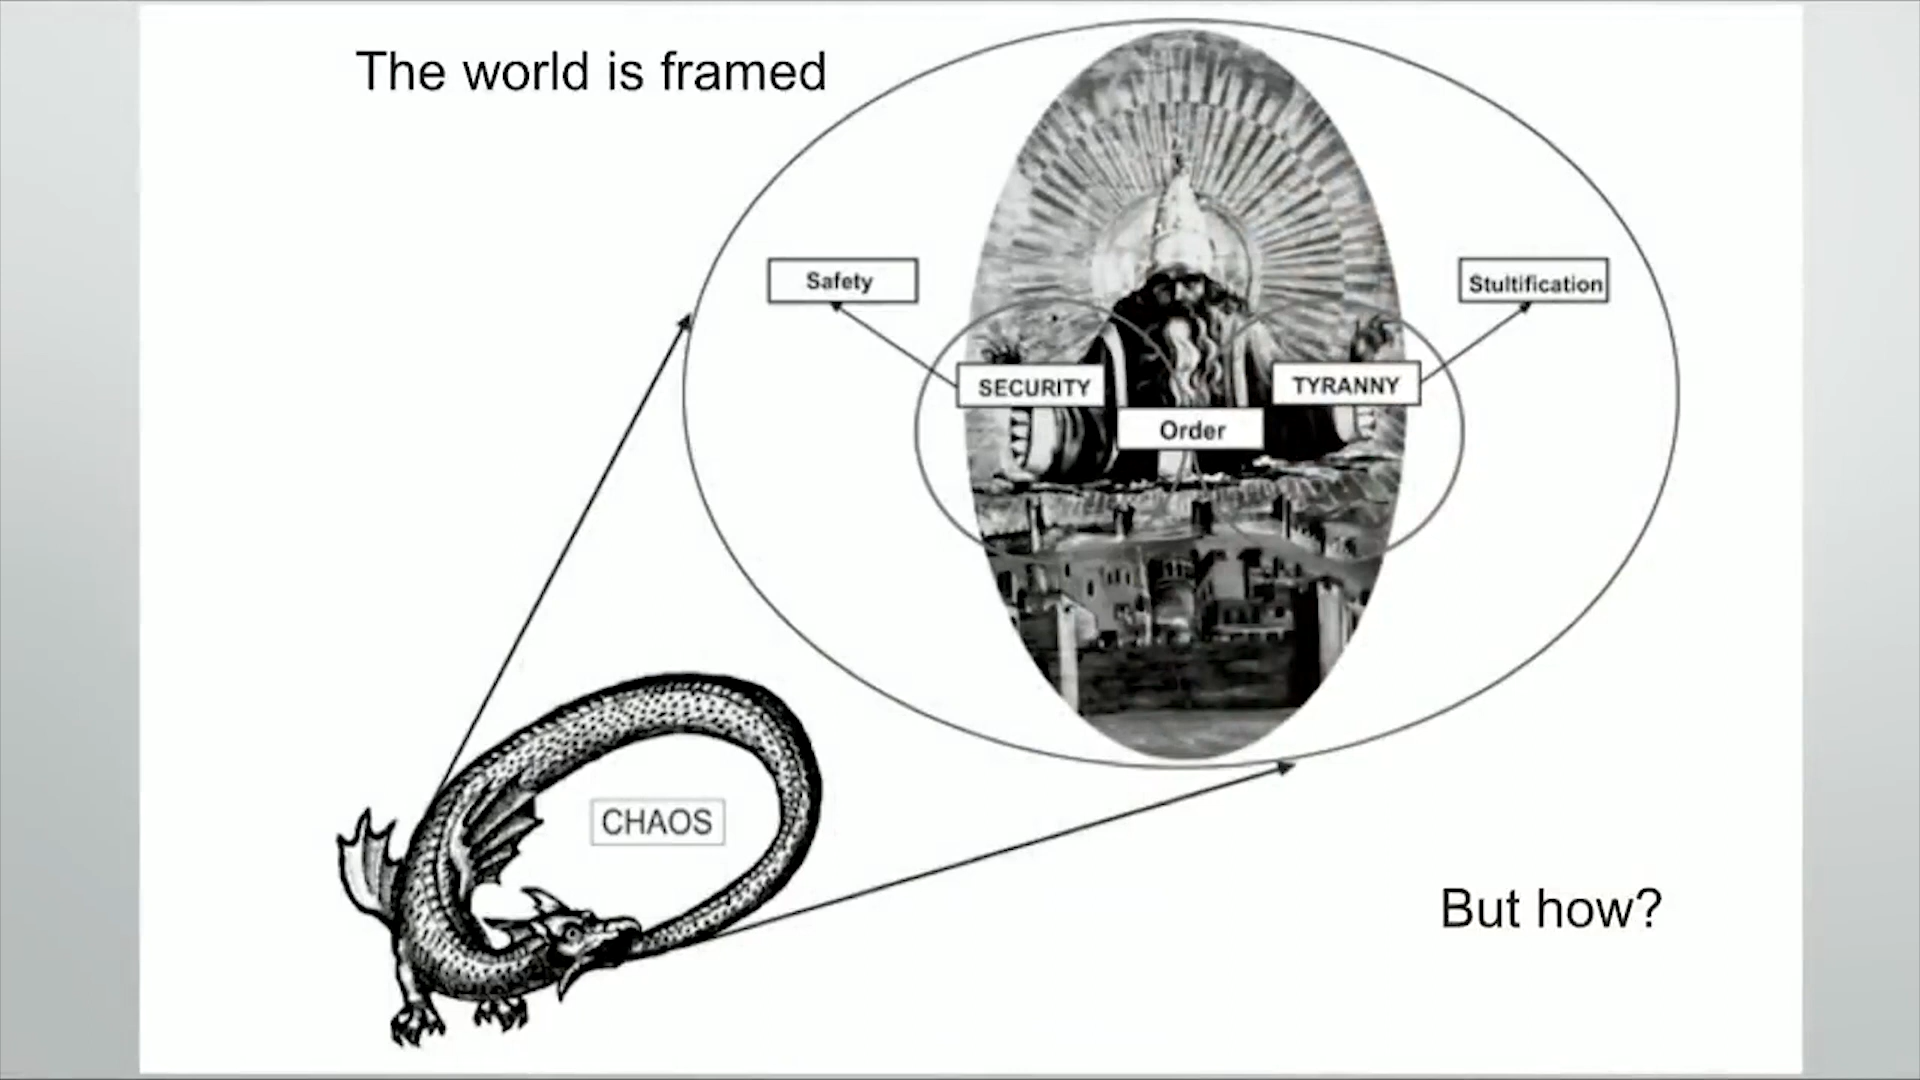 The world is framed
Safety
Stultification
SECURITY
TYRANNY
Order
CHAOS
But how?